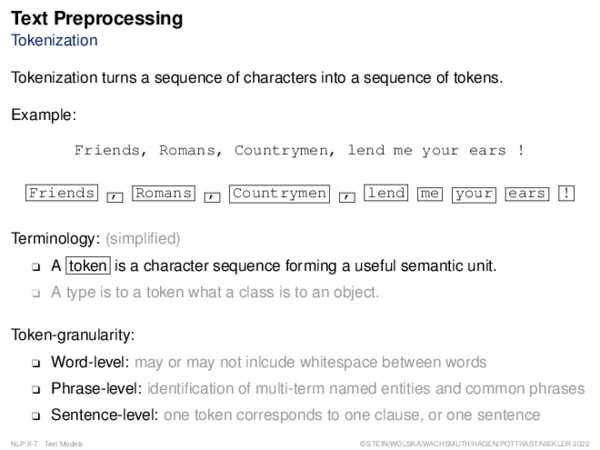 Text Preprocessing
Tokenization
Tokenization turns a sequence of characters into a sequence of tokens.
Example:
Friends, Romans, Countrymen, lend me your ears !
Friends , Romans , Countrymen , lend me your ears !
Terminology: (simplified)
❑ A token is a character sequence forming a useful semantic unit.
❑ A type is to a token what a class is to an object.
Token-granularity:
❑ Word-level: may or may not inlcude whitespace between words
❑ Phrase-level: identification of multi-term named entities and common phrases
❑ Sentence-level: one token corresponds to one clause, or one sentence
NLP:II-7 Text Models ©STEIN/WOLSKA/WACHSMUTH/HAGEN/POTTHAST/NIEKLER 2022